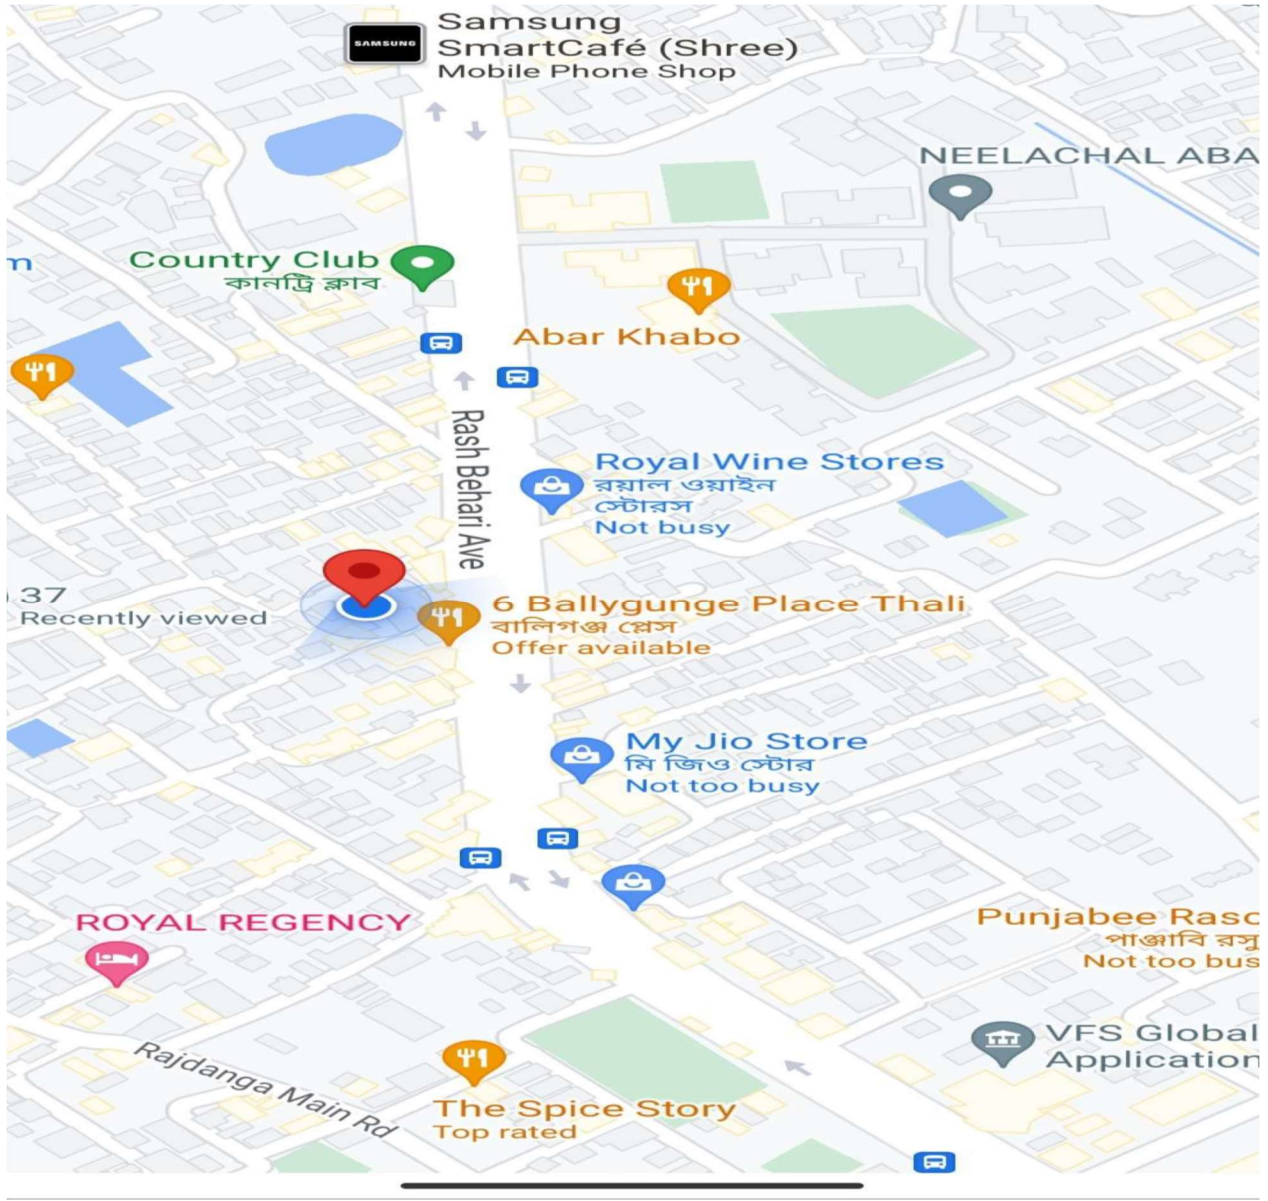 SAMSUNG
Samsung
SmartCafé (Shree)
Mobile Phone Shop
NEELACHAL ABA
m
Country Club
কানট্রি ক্লাব
Abar Khabo
Rash Behari Ave
Royal Wine Stores
রয়াল ওয়াইন
স্টোরস
Not busy
37
Recently viewed
6 Ballygunge Place Thali
বালিগঞ্জ প্লেস
Offer available
My Jio Store
মি জিও স্টোর
Not too busy
ROYAL REGENCY
Punjabee Raso
পাঞ্জাবি রসু
Not too bus
VFS Global
Application
Rajdanga Main Rd
The Spice Story
Top rated